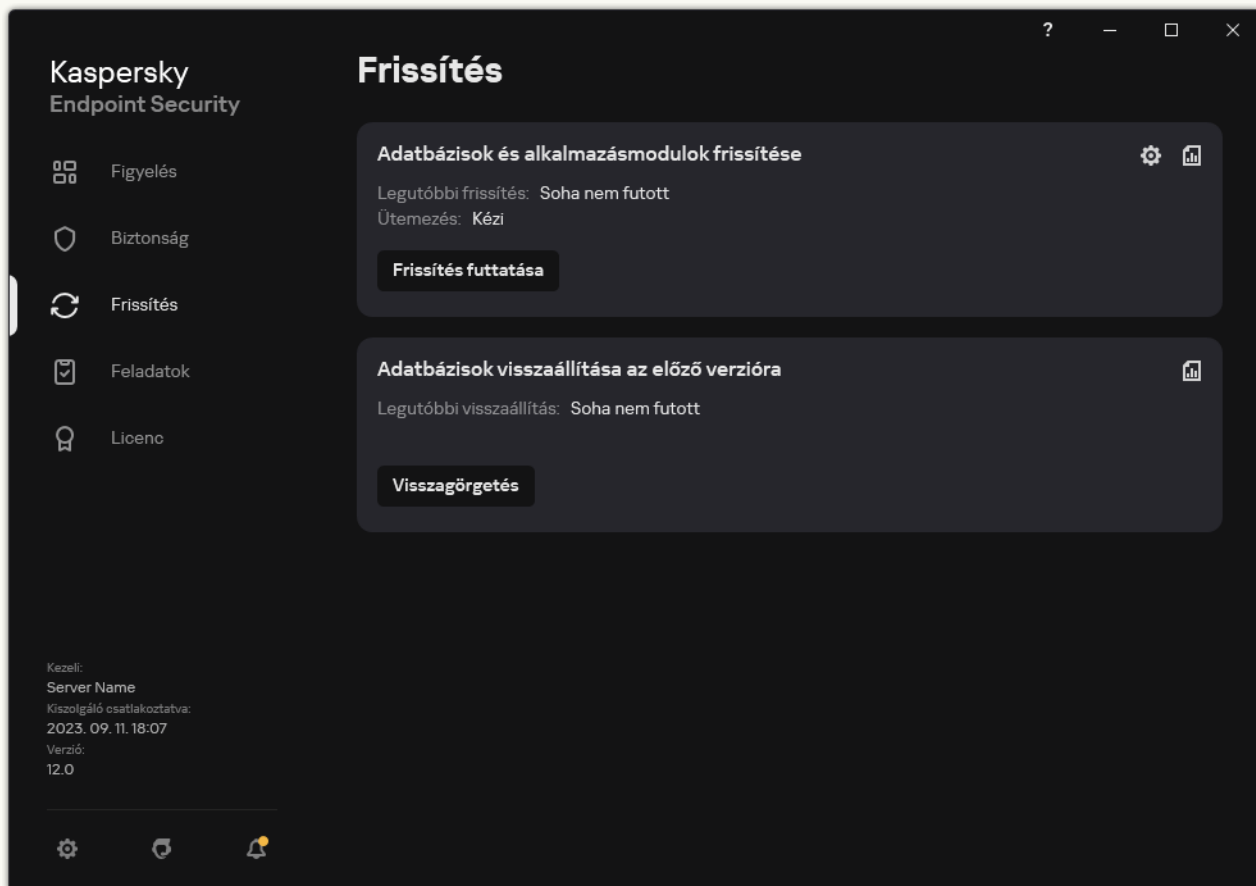 ?
Kaspersky
Endpoint Security
Figyelés
Biztonság
Frissítés
Feladatok
Licenc
Kezeli:
Server Name
Kiszolgáló csatlakoztatva:
2023. 09. 11. 18:07
Verzió:
12.0
Frissítés
Adatbázisok és alkalmazásmodulok frissítése
Legutóbbi frissítés: Soha nem futott
Ütemezés: Kézi
Frissítés futtatása
Adatbázisok visszaállítása az előző verzióra
Legutóbbi visszaállítás: Soha nem futott
Visszagörgetés